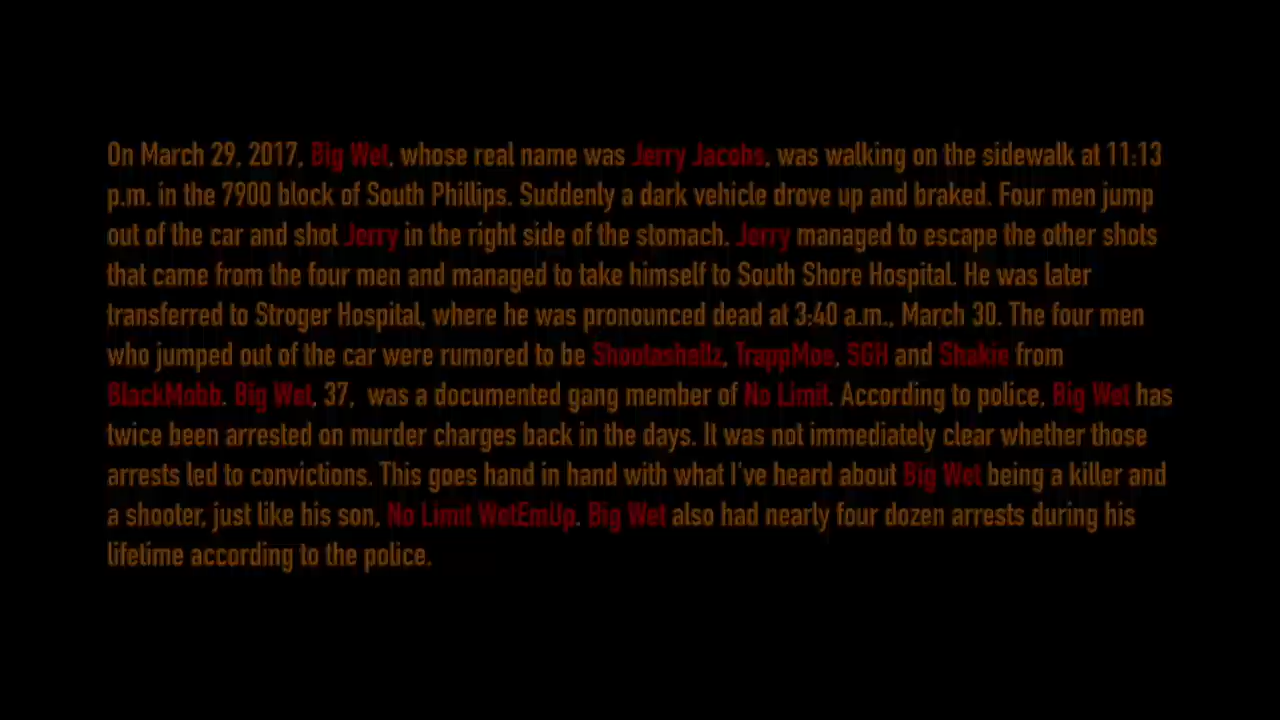 On March 29, 2017, Big Wet, whose real name was Jerry Jacobs, was walking on the sidewalk at 11:13
p.m. in the 7900 block of South Phillips. Suddenly a dark vehicle drove up and braked. Four men jump
out of the car and shot Jerry in the right side of the stomach. Jerry managed to escape the other shots
that came from the four men and managed to take himself to South Shore Hospital. He was later
transferred to Stroger Hospital, where he was pronounced dead at 3:40 a.m., March 30. The four men
who jumped out of the car were rumored to be Shootashellz, TrappMoe, SGH and Shakie from
BlackMobb. Big Wet, 37, was a documented gang member of No Limit. According to police, Big Wet has
twice been arrested on murder charges back in the days. It was not immediately clear whether those
arrests led to convictions. This goes hand in hand with what I've heard about Big Wet being a killer and
a shooter, just like his son, No Limit WetEmUp. Big Wet also had nearly four dozen arrests during his
lifetime according to the police.